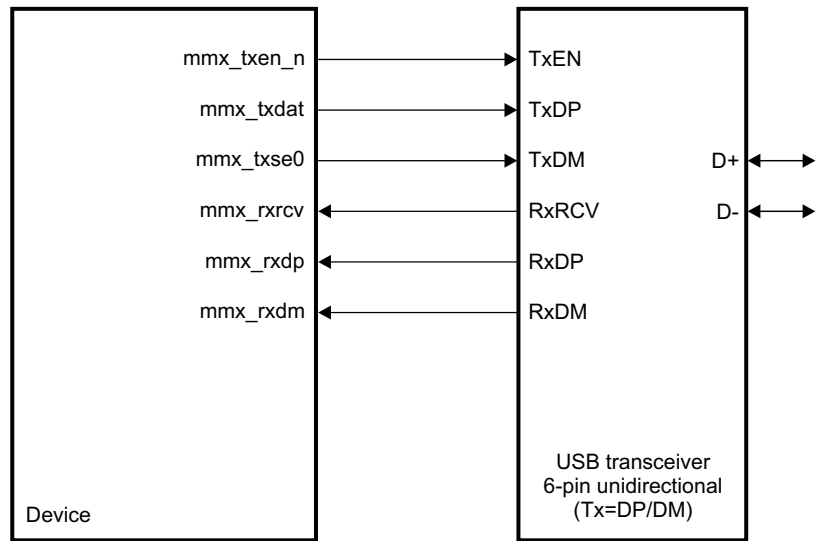 mmx_txen_n
TxEN
mmx_txdat
TxDP
mmx_txse0
TxDM
D+
mmx_rxrcv
RxRCV
D-
mmx_rxdp
RxDP
mmx_rxdm
RxDM
USB transceiver
6-pin unidirectional
(Tx=DP/DM)
Device